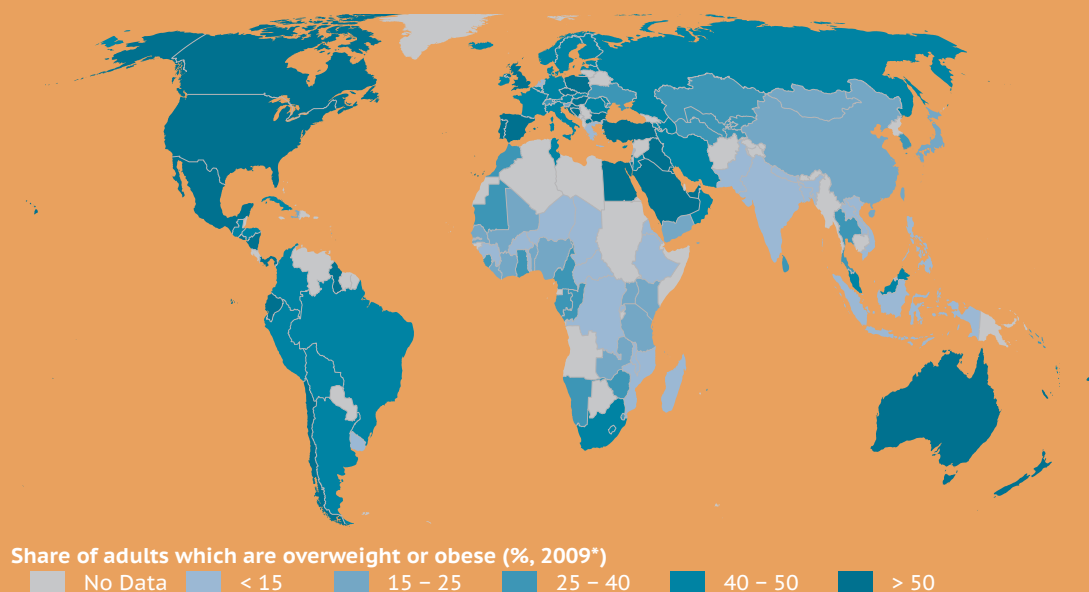 Share of adults which are overweight or obese (%, 2009*)
No Data < 15 15 – 25 25 – 40 40 – 50 > 50